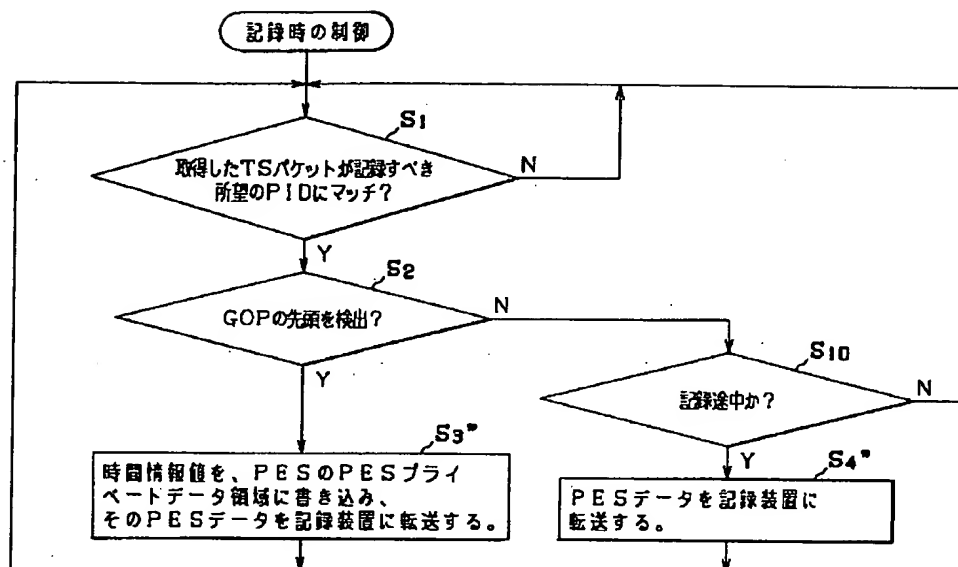 記録時の制御
S1
取得したTSパケットが記録すべき
所望のPIDにマッチ?
N
Y
S2
GOPの先頭を検出?
N
Y
S10
記録途中か?
N
Y
S3"
時間情報値を、PESのPESプライ
ベートデータ領域に書き込み、
そのPESデータを記録装置に転送する。
S4"
PESデータを記録装置に
転送する。